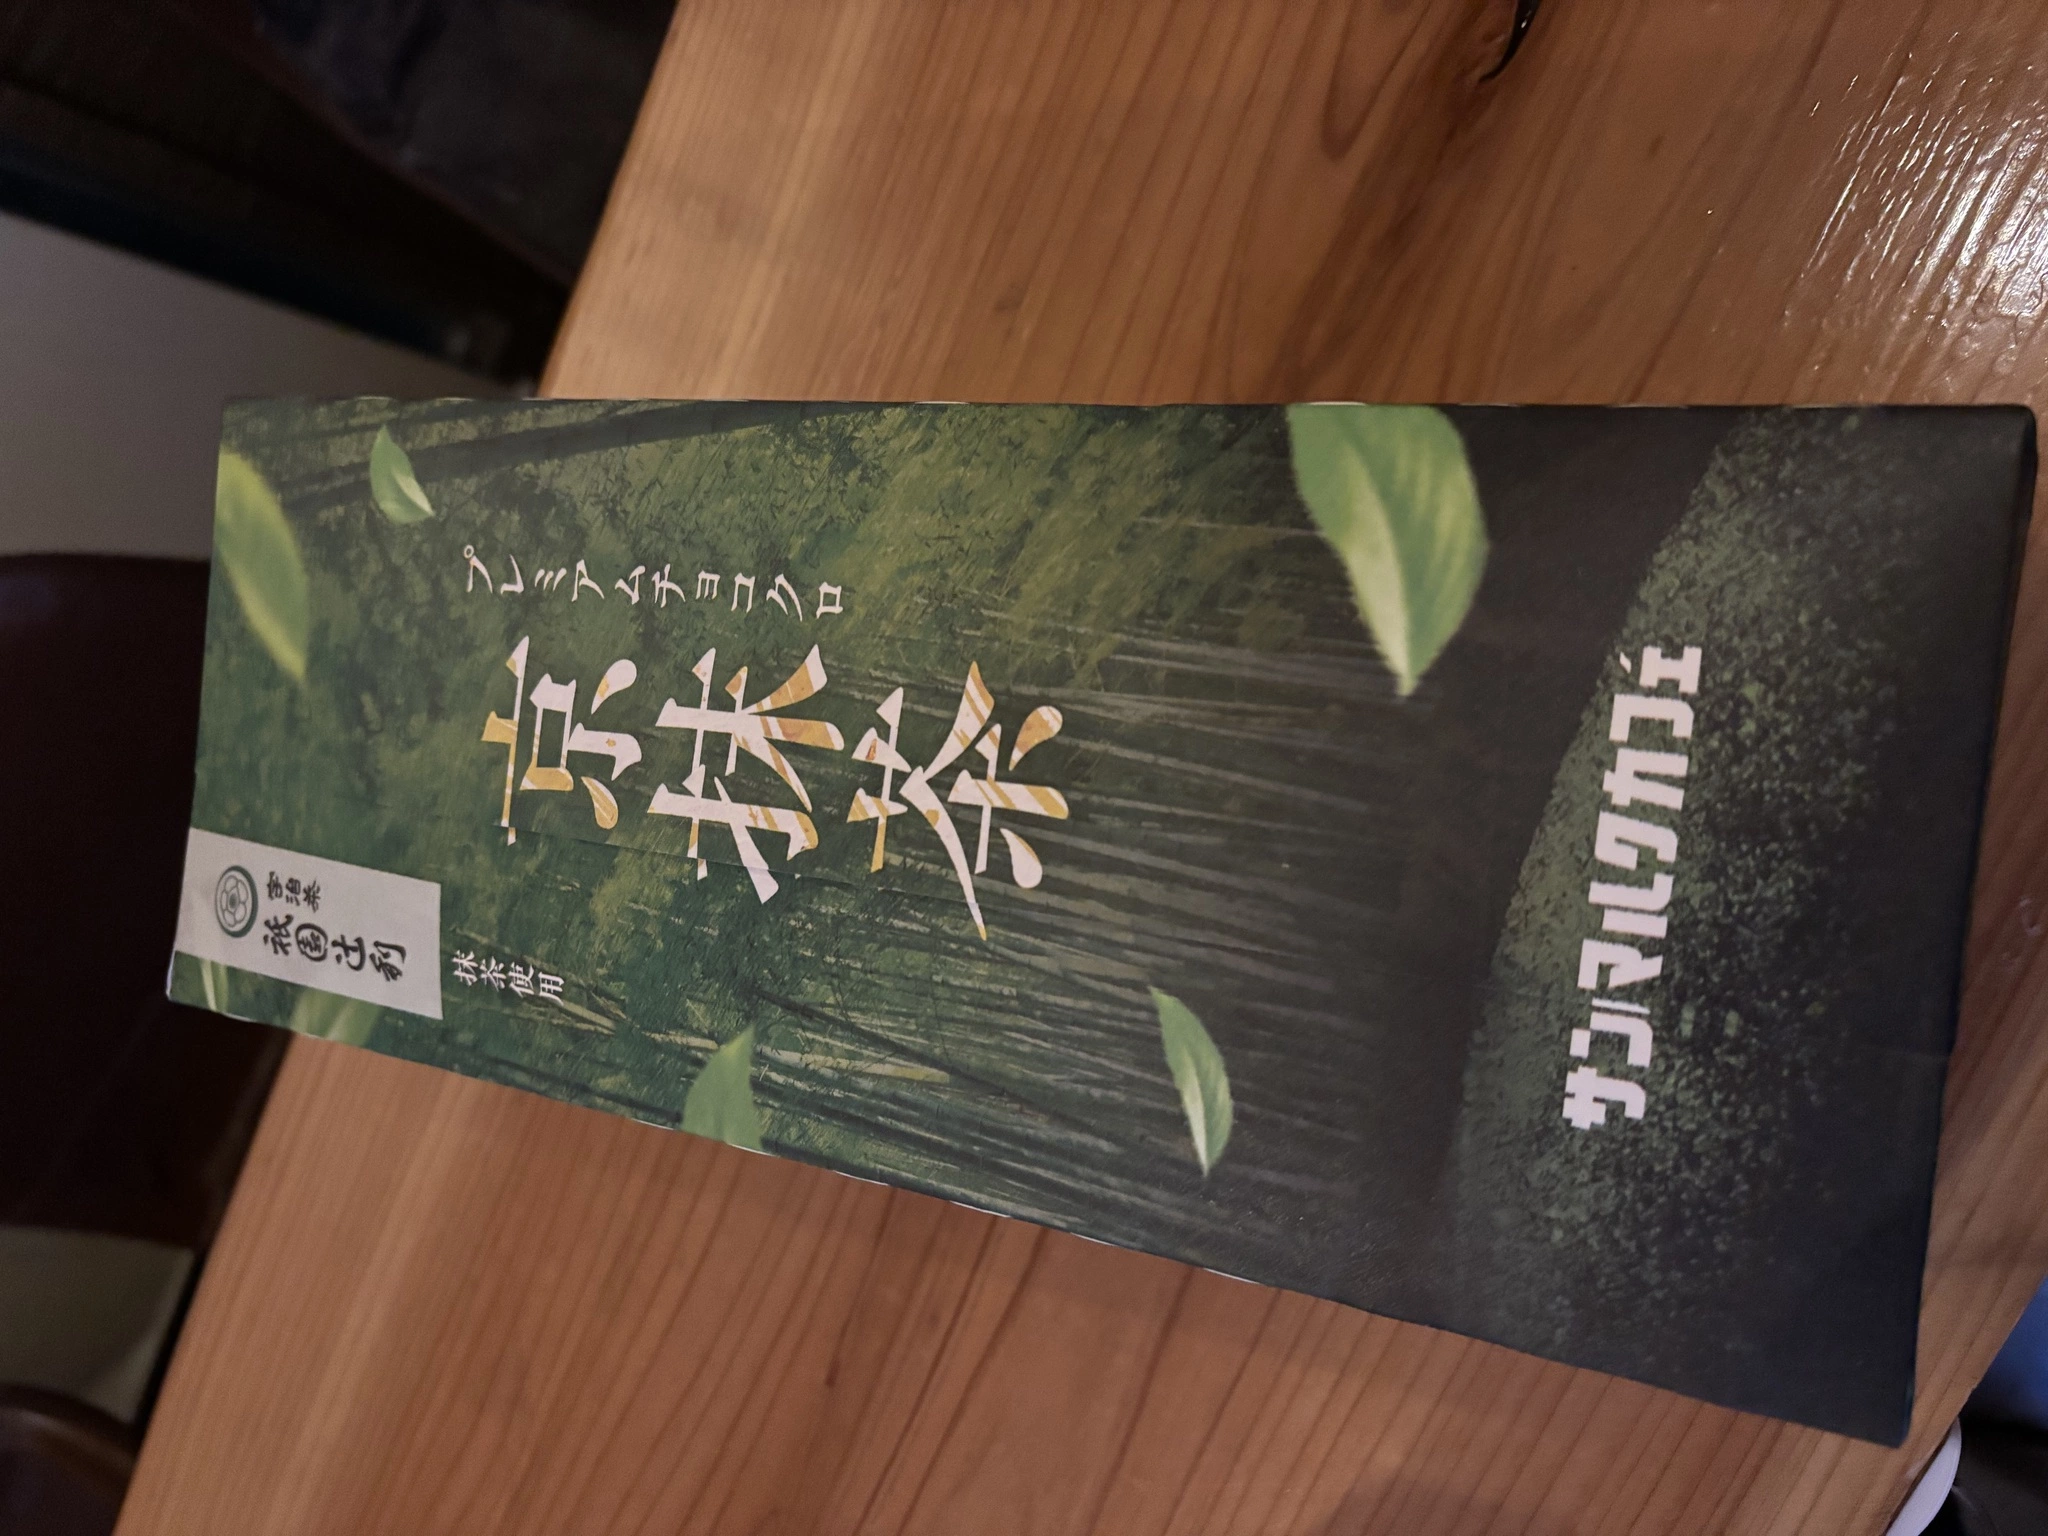 プレミアムチョコクロ
京抹茶
宇治茶
祇園辻利
抹茶使用
サンマルクカフェ